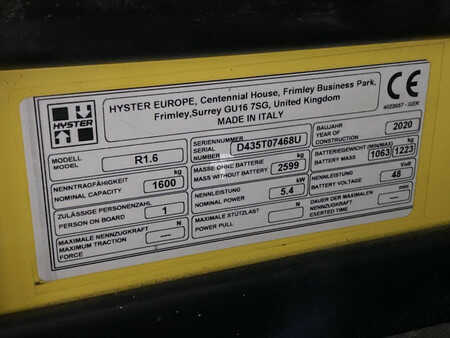 HYSTER
HYSTER EUROPE, Centennial House, Frimley Business Park,
Frimley, Surrey GU16 7SG, United Kingdom
MADE IN ITALY
CE
MODELL
MODEL
R1.6
SERIENNUMMER
SERIAL
NUMBER
D435T07468U
BAUJAHR
YEAR OF
CONSTRUCTION
2020
NENNTRAGFÄHIGKEIT
NOMINAL CAPACITY
kg
1600
MASSE OHNE BATTERIE
MASS WITHOUT BATTERY
kg
2599
BATTERIEGEWICHT (MIN/MAX)
BATTERY MASS
kg
1063 1223
ZULÄSSIGE PERSONENZAHL
PERSON ON BOARD
1
NENNLEISTUNG
NOMINAL POWER
kW
5.4
NENNLEISTUNG
BATTERY VOLTAGE
Volt
48
MAXIMALE NENNZUGKRAFT
MAXIMUM TRACTION
FORCE
N
—
MAXIMALE STÜTZLAST
POWER PULL
N
—
DAUER DER MAXIMALEN
NENNZUGKRAFT
EXERTED TIME
min
—